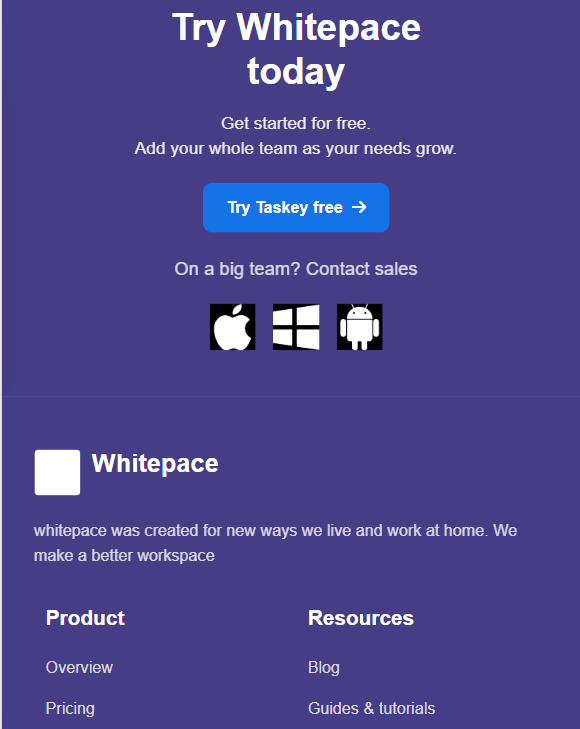 Try Whitepace
today
Get started for free.
Add your whole team as your needs grow.
Try Taskey free →
On a big team? Contact sales
Whitepace
whitepace was created for new ways we live and work at home. We
make a better workspace
Product
Resources
Overview
Blog
Pricing
Guides & tutorials